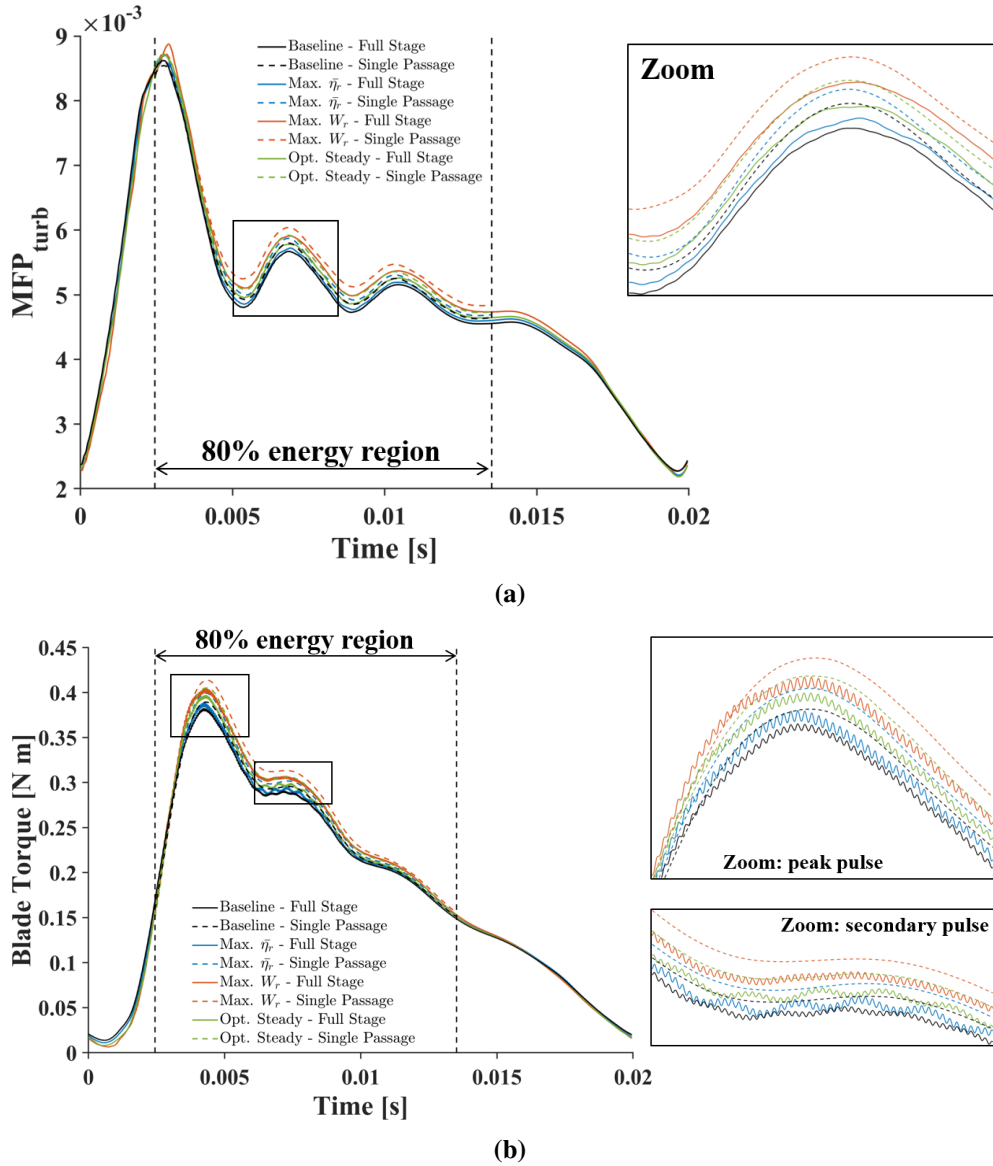 ×10⁻³
9
8
7
6
5
4
3
2
MFP_turb
Baseline - Full Stage
Baseline - Single Passage
Max. η̄_r - Full Stage
Max. η̄_r - Single Passage
Max. W_r - Full Stage
Max. W_r - Single Passage
Opt. Steady - Full Stage
Opt. Steady - Single Passage
80% energy region
0
0.005
0.01
0.015
0.02
Time [s]
Zoom
(a)
80% energy region
0.45
0.4
0.35
0.3
0.25
0.2
0.15
0.1
0.05
0
Blade Torque [N m]
Baseline - Full Stage
Baseline - Single Passage
Max. η̄_r - Full Stage
Max. η̄_r - Single Passage
Max. W_r - Full Stage
Max. W_r - Single Passage
Opt. Steady - Full Stage
Opt. Steady - Single Passage
0
0.005
0.01
0.015
0.02
Time [s]
Zoom: peak pulse
Zoom: secondary pulse
(b)